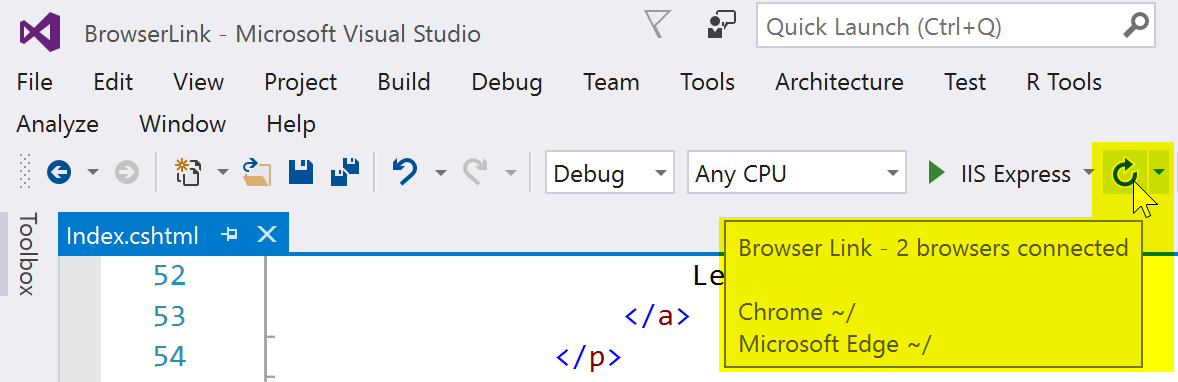 BrowserLink - Microsoft Visual Studio
Quick Launch (Ctrl+Q)
File Edit View Project Build Debug Team Tools Architecture Test R Tools
Analyze Window Help
Debug Any CPU IIS Express
Toolbox
Index.cshtml
Browser Link - 2 browsers connected
52 Le
53 </a>
Chrome ~/
54 </p>
Microsoft Edge ~/